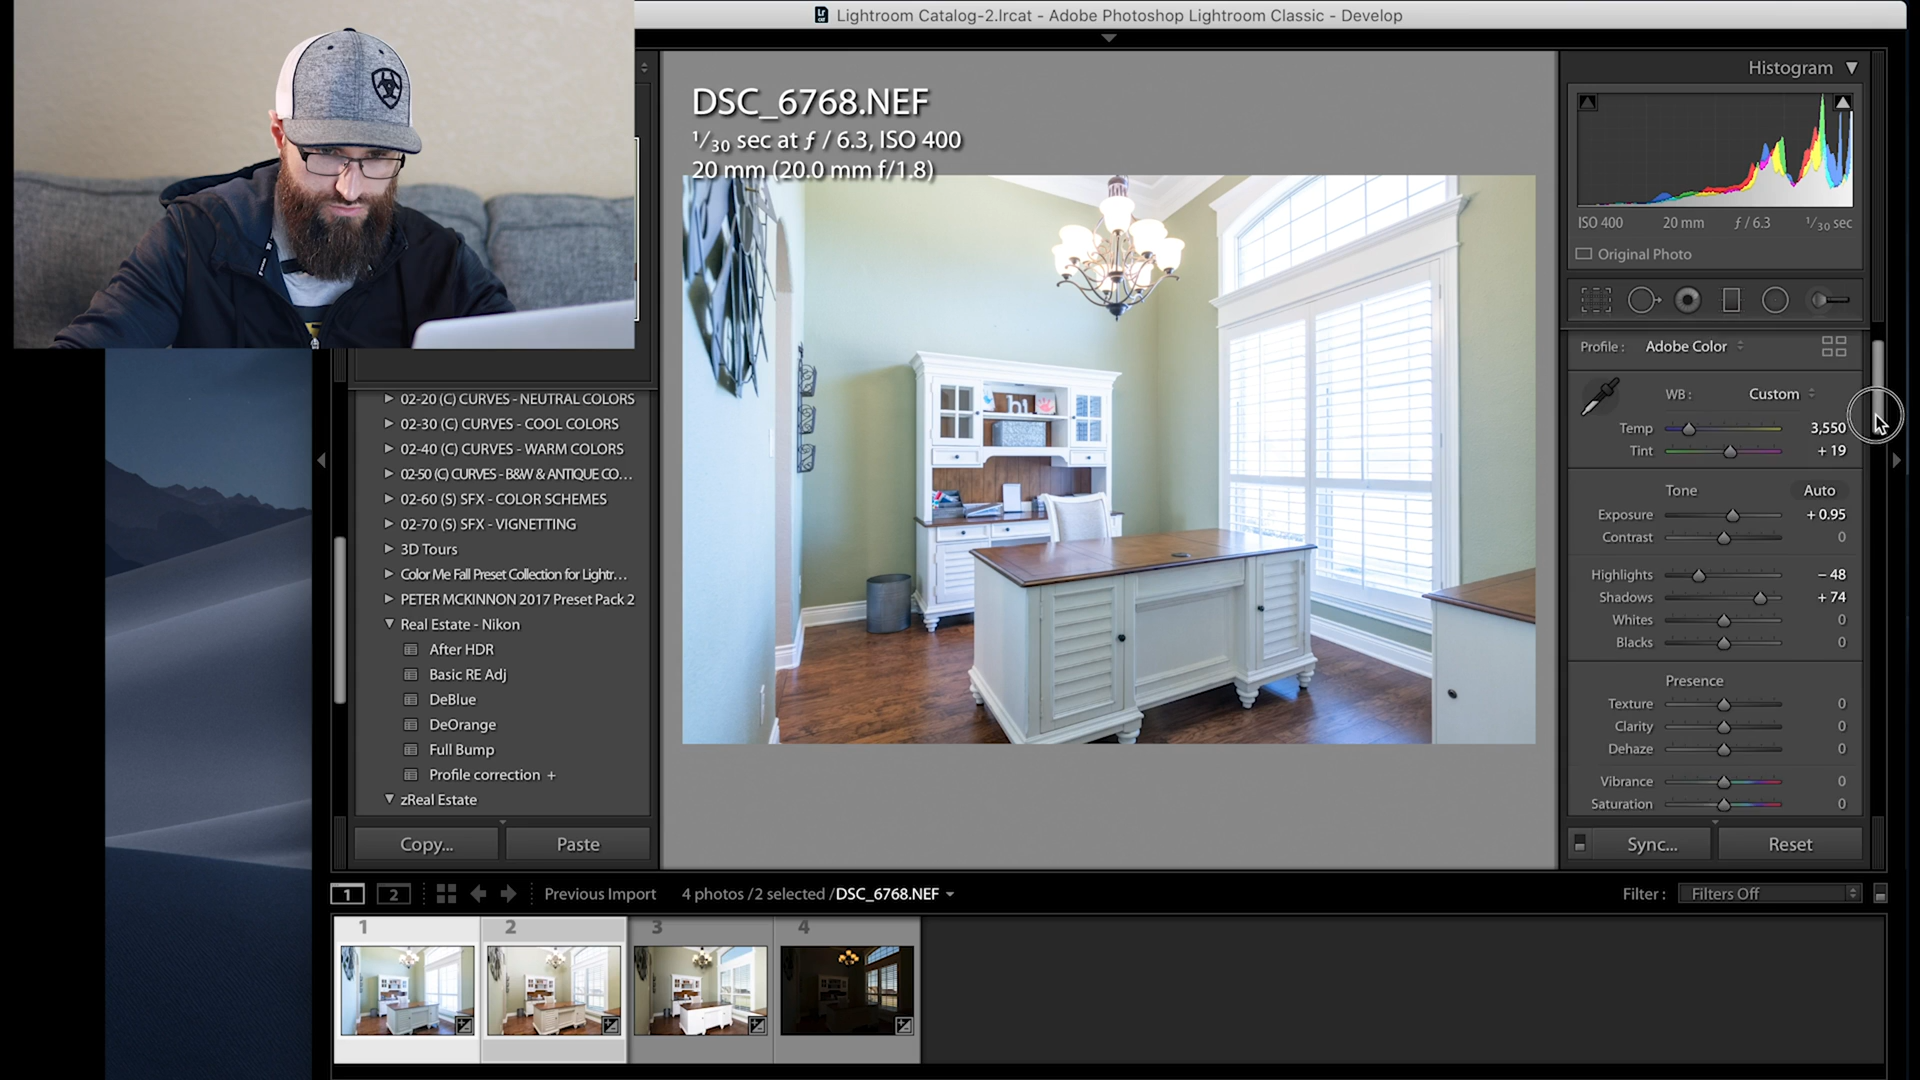 Lightroom Catalog-2.lrcat - Adobe Photoshop Lightroom Classic - Develop
DSC_6768.NEF
1/30 sec at ƒ / 6.3, ISO 400
20 mm (20.0 mm f/1.8)
02-20 (C) CURVES - NEUTRAL COLORS
02-30 (C) CURVES - COOL COLORS
02-40 (C) CURVES - WARM COLORS
02-50 (C) CURVES - B&W & ANTIQUE CO...
02-60 (S) SFX - COLOR SCHEMES
02-70 (S) SFX - VIGNETTING
3D Tours
Color Me Fall Preset Collection for Lightr...
PETER MCKINNON 2017 Preset Pack 2
Real Estate - Nikon
After HDR
Basic RE Adj
DeBlue
DeOrange
Full Bump
Profile correction +
zReal Estate
Copy...
Paste
hi
Histogram
ISO 400 20 mm ƒ / 6.3 1/30 sec
Original Photo
Profile : Adobe Color
WB : Custom
Temp 3,550
Tint + 19
Tone Auto
Exposure + 0.95
Contrast 0
Highlights − 48
Shadows + 74
Whites 0
Blacks 0
Presence
Texture 0
Clarity 0
Dehaze 0
Vibrance 0
Saturation 0
Sync...
Reset
1 2 Previous Import 4 photos /2 selected /DSC_6768.NEF
Filter : Filters Off
1 2 3 4